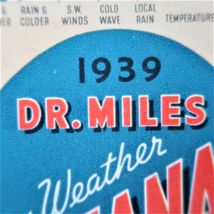 & RAIN & S.W. COLD LOCAL
COLDER WINDS WAVE RAIN TEMPERATURE
1939
DR. MILES
Weather